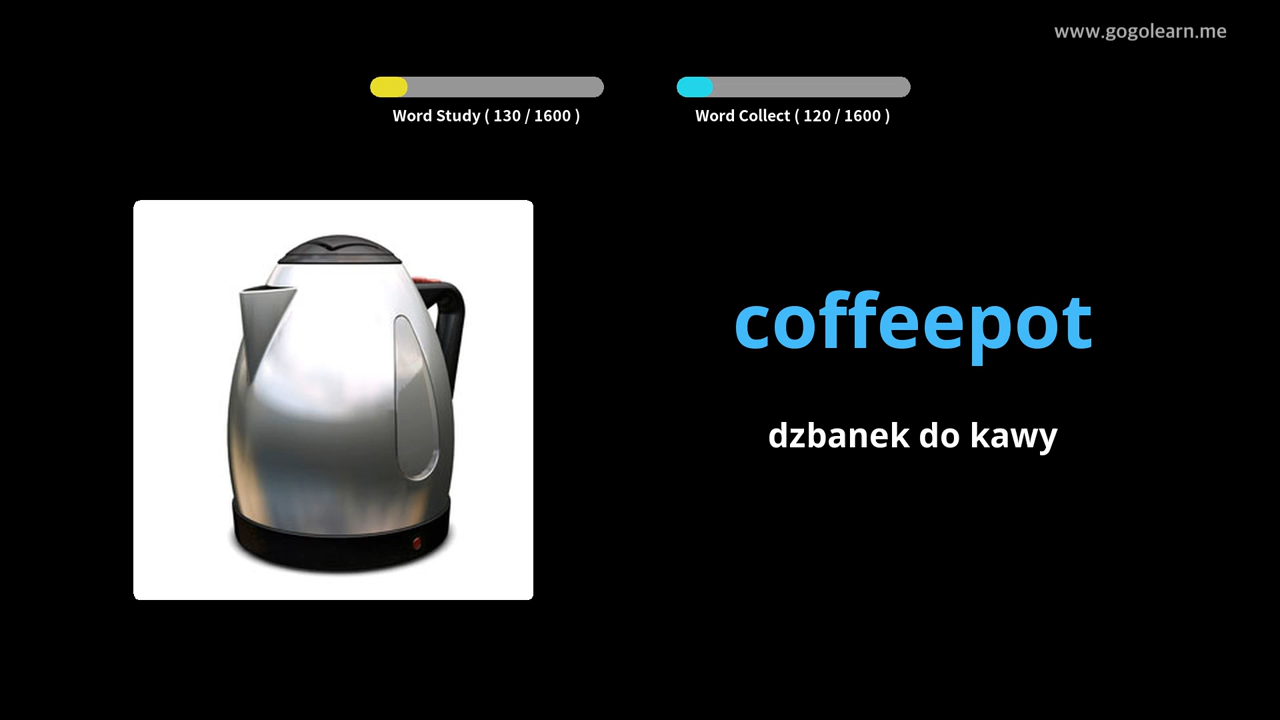 www.gogolearn.me
Word Study ( 130 / 1600 )
Word Collect ( 120 / 1600 )
coffeepot
dzbanek do kawy